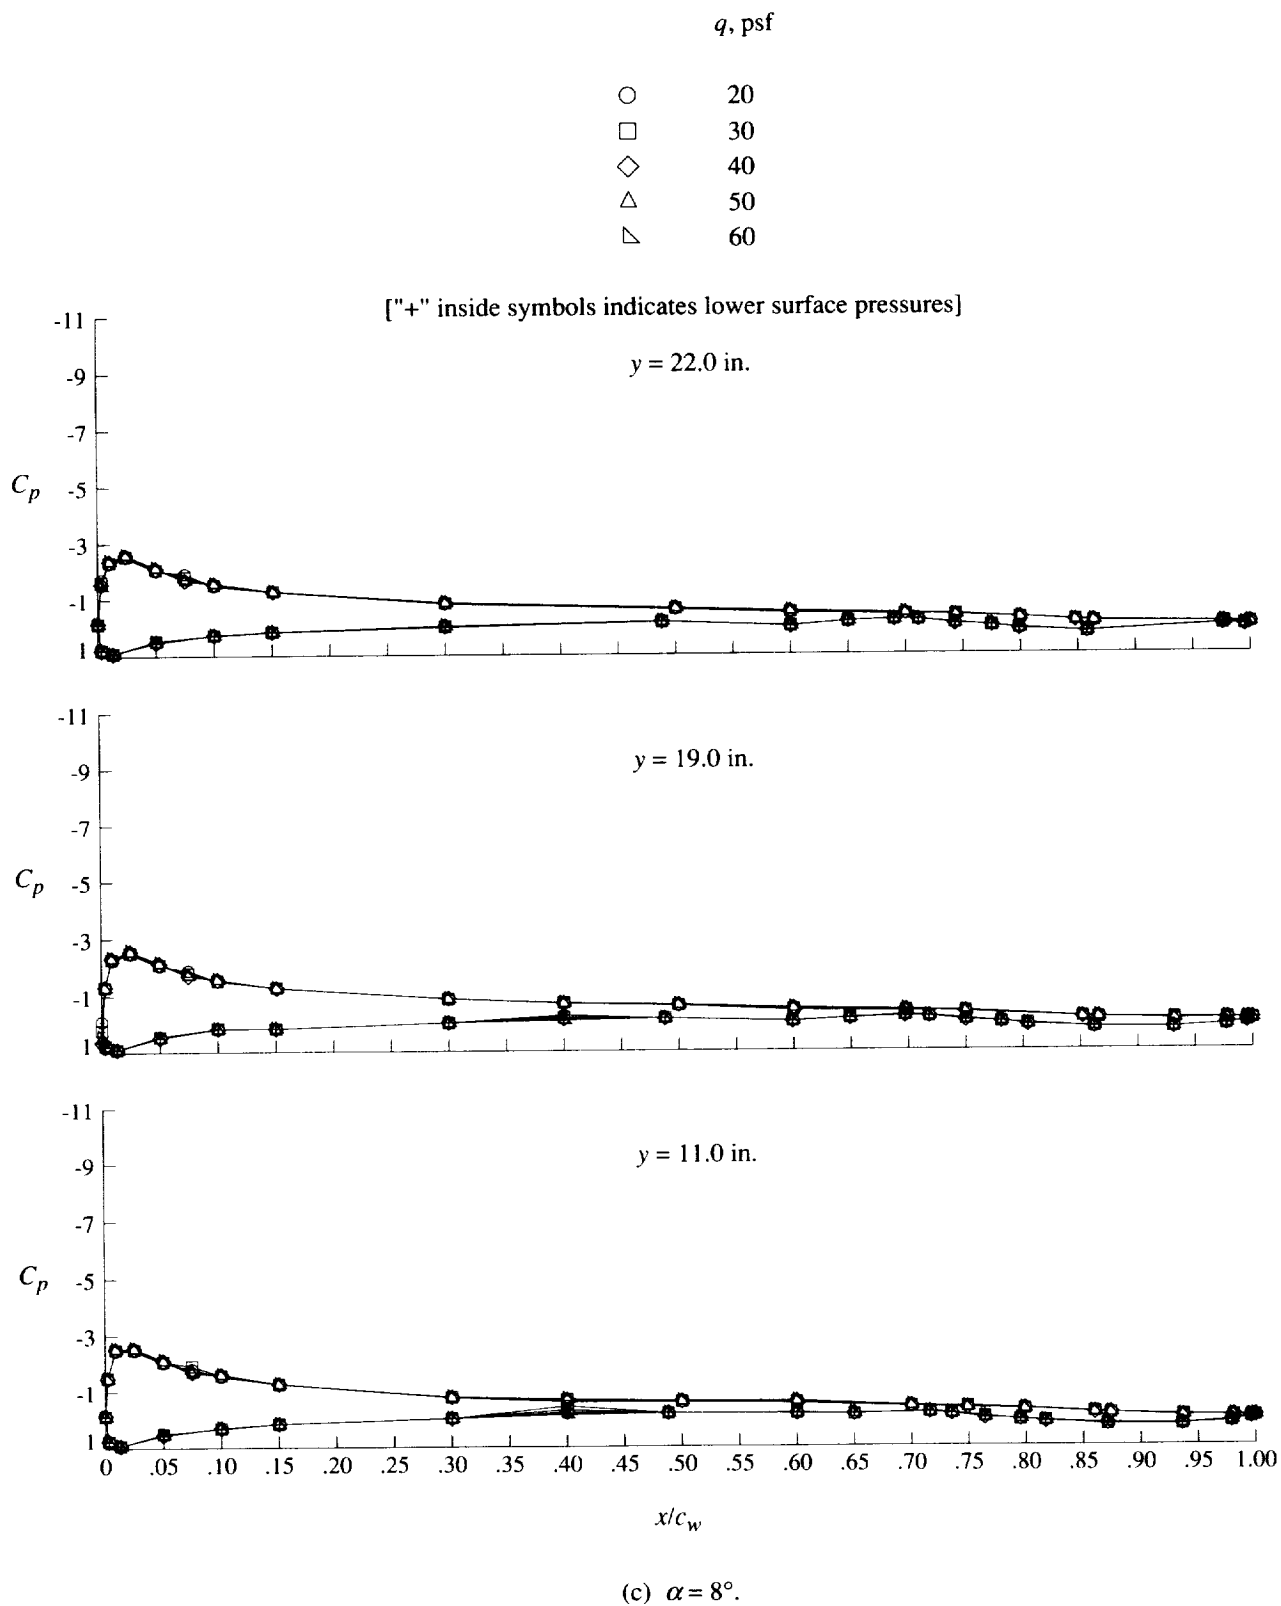 q, psf
20
30
40
50
60
["+" inside symbols indicates lower surface pressures]
y = 22.0 in.
-11
-9
-7
-5
-3
-1
1
C_p
y = 19.0 in.
-11
-9
-7
-5
-3
-1
1
C_p
y = 11.0 in.
-11
-9
-7
-5
-3
-1
1
C_p
0 .05 .10 .15 .20 .25 .30 .35 .40 .45 .50 .55 .60 .65 .70 .75 .80 .85 .90 .95 1.00
x/c_w
(c) α = 8°.